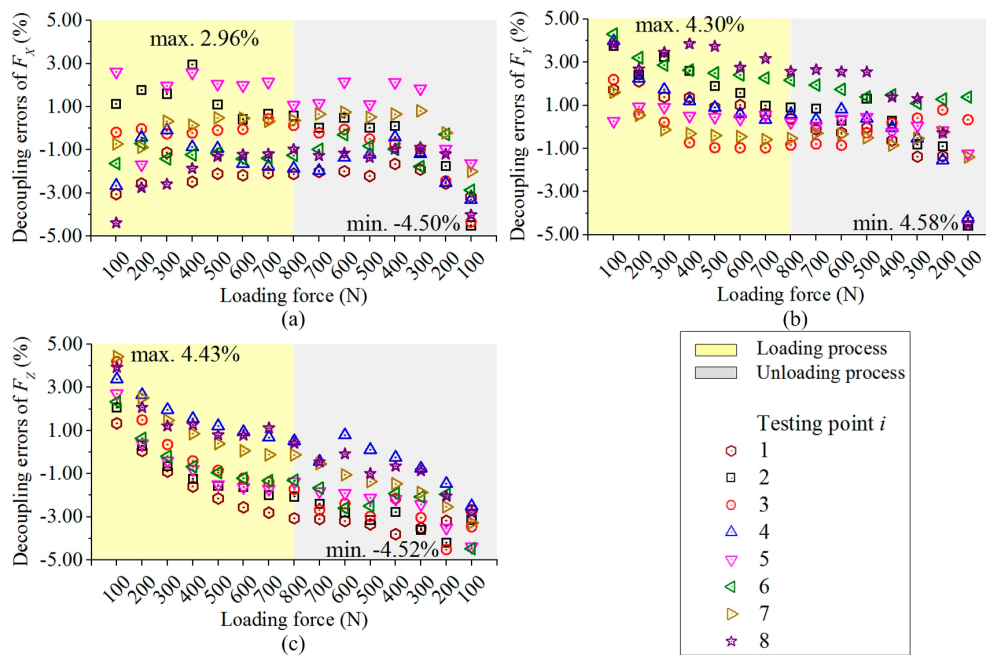 Decoupling errors of F_X (%)
5.00
3.00
1.00
-1.00
-3.00
-5.00
max. 2.96%
min. -4.50%
100 200 300 400 500 600 700 800 700 600 500 400 300 200 100
Loading force (N)
(a)
Decoupling errors of F_Y (%)
5.00
3.00
1.00
-1.00
-3.00
-5.00
max. 4.30%
min. 4.58%
100 200 300 400 500 600 700 800 700 600 500 400 300 200 100
Loading force (N)
(b)
Decoupling errors of F_Z (%)
5.00
3.00
1.00
-1.00
-3.00
-5.00
max. 4.43%
min. -4.52%
100 200 300 400 500 600 700 800 700 600 500 400 300 200 100
Loading force (N)
(c)
Loading process
Unloading process
Testing point i
1
2
3
4
5
6
7
8